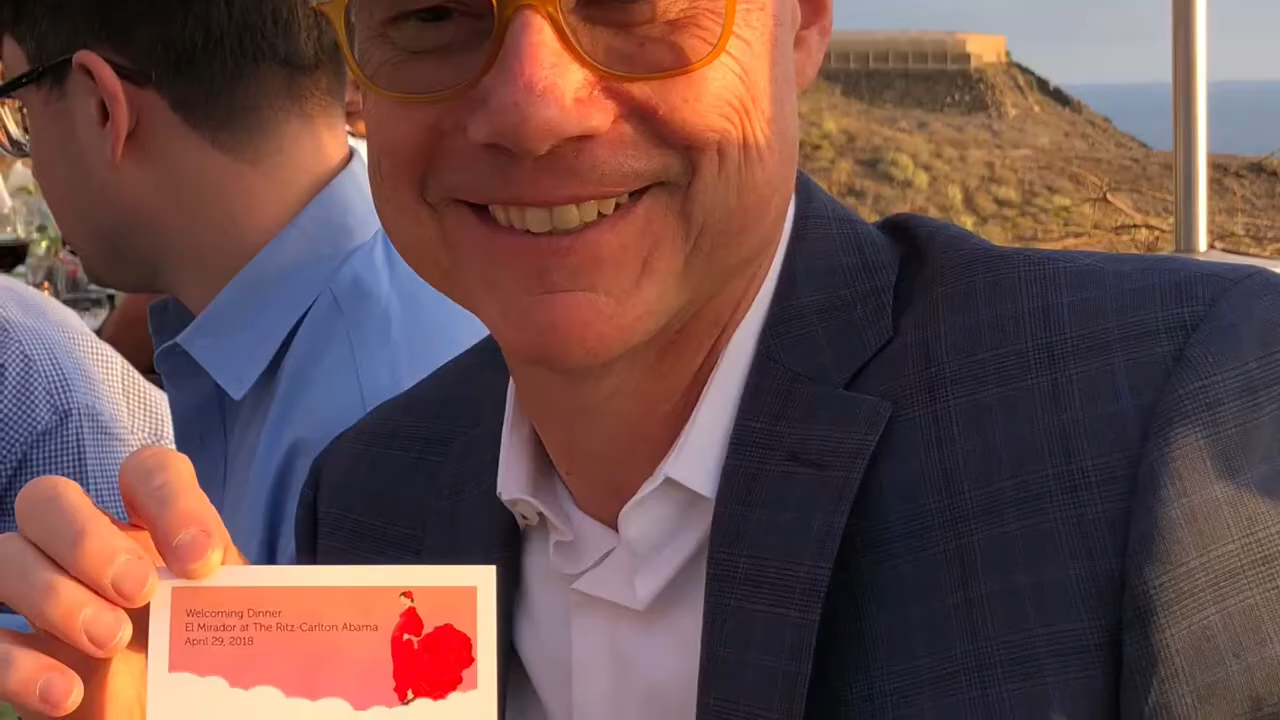 Welcoming Dinner
El Mirador at The Ritz-Carlton Abama
April 29, 2018